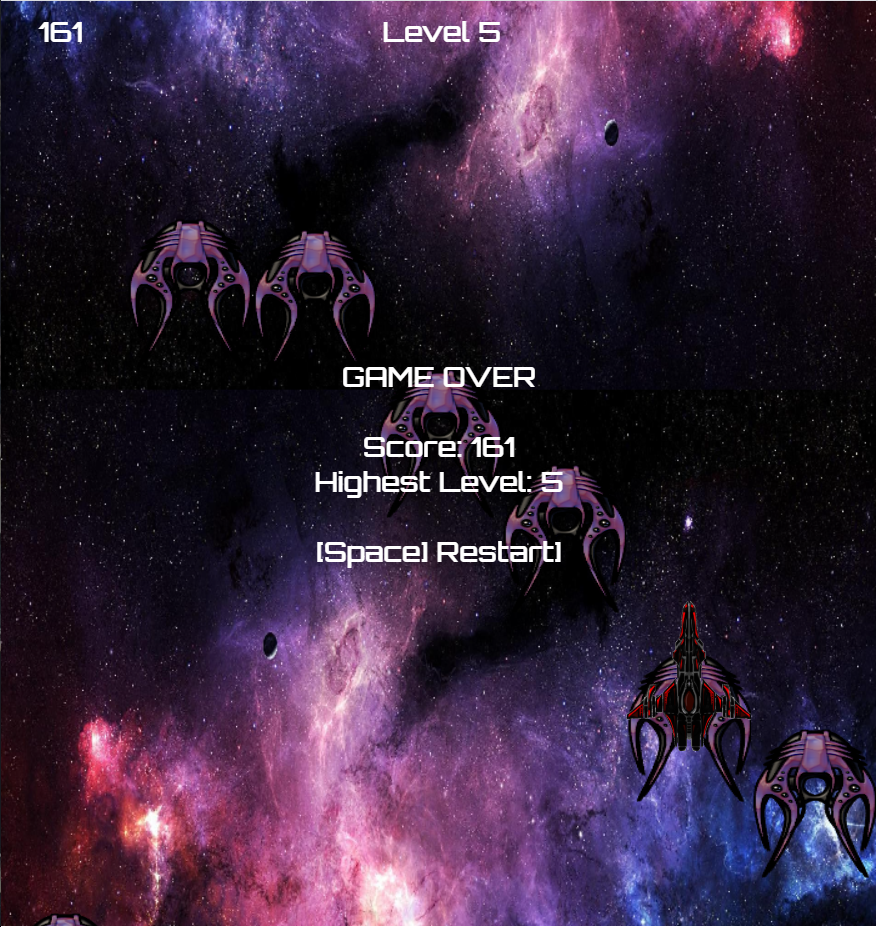 161
Level 5
GAME OVER
Score: 161
Highest Level: 5
[Space] Restart]